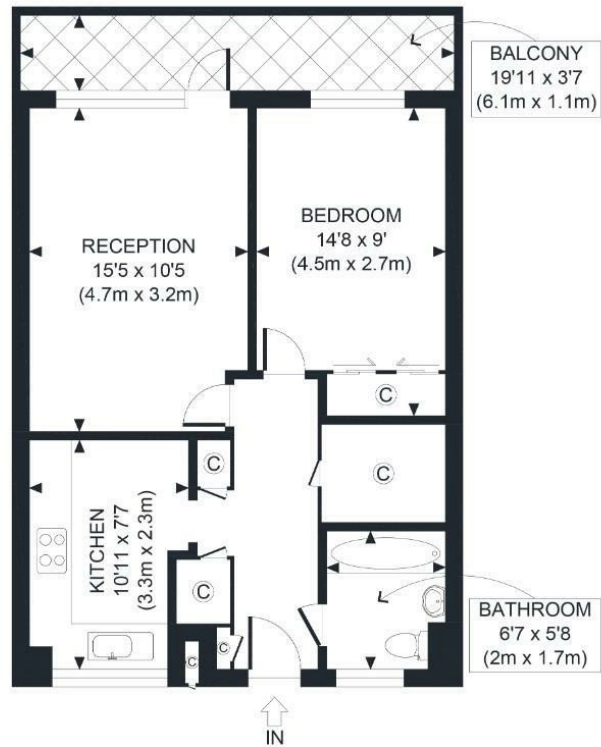 BALCONY
19'11 x 3'7
(6.1m x 1.1m)
BEDROOM
14'8 x 9'
(4.5m x 2.7m)
RECEPTION
15'5 x 10'5
(4.7m x 3.2m)
C
C
C
KITCHEN
10'11 x 7'7
(3.3m x 2.3m)
C
C
C
BATHROOM
6'7 x 5'8
(2m x 1.7m)
IN